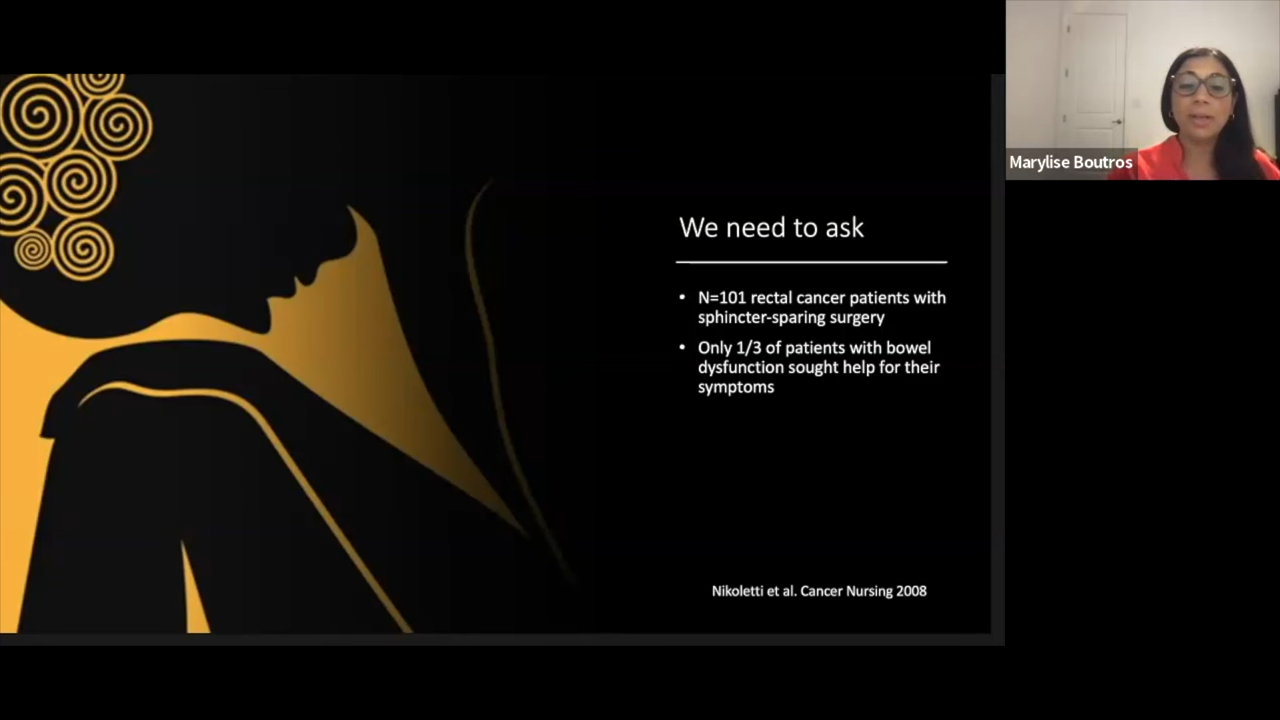 Marylise Boutros
We need to ask
• N=101 rectal cancer patients with
sphincter-sparing surgery
• Only 1/3 of patients with bowel
dysfunction sought help for their
symptoms
Nikoletti et al. Cancer Nursing 2008